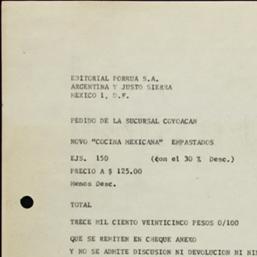 EDITORIAL PORRUA S.A.
ARGENTINA Y JUSTO SIERRA
MEXICO 1, D.F.
PEDIDO DE LA SUCURSAL COYOACAN
NOVO "COCINA MEXICANA" EMPASTADOS
EJS. 150 (con el 30 % Desc.)
PRECIO A $ 125.00
Menos Desc.
TOTAL
TRECE MIL CIENTO VEINTICINCO PESOS 0/100
QUE SE REMITEN EN CHEQUE ANEXO
Y NO SE ADMITE DISCUSION NI DEVOLUCION NI